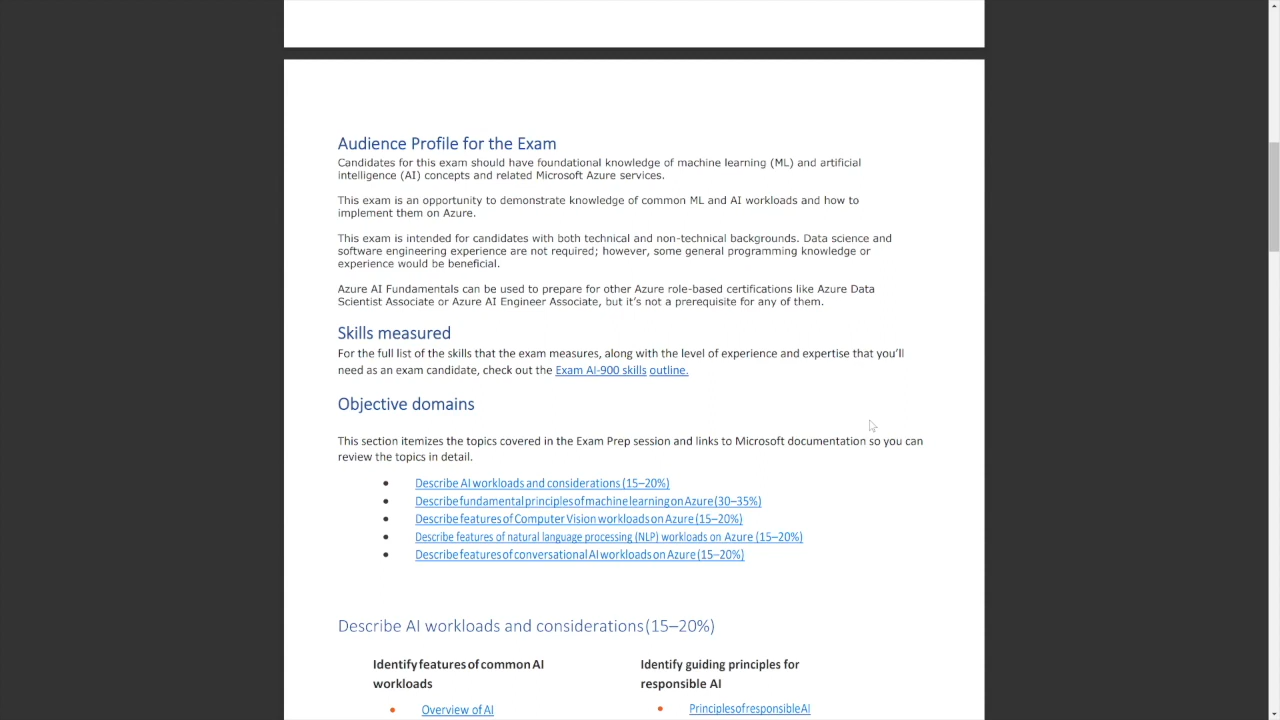 Audience Profile for the Exam
Candidates for this exam should have foundational knowledge of machine learning (ML) and artificial
intelligence (AI) concepts and related Microsoft Azure services.
This exam is an opportunity to demonstrate knowledge of common ML and AI workloads and how to
implement them on Azure.
This exam is intended for candidates with both technical and non-technical backgrounds. Data science and
software engineering experience are not required; however, some general programming knowledge or
experience would be beneficial.
Azure AI Fundamentals can be used to prepare for other Azure role-based certifications like Azure Data
Scientist Associate or Azure AI Engineer Associate, but it’s not a prerequisite for any of them.
Skills measured
For the full list of the skills that the exam measures, along with the level of experience and expertise that you’ll
need as an exam candidate, check out the Exam AI-900 skills outline.
Objective domains
This section itemizes the topics covered in the Exam Prep session and links to Microsoft documentation so you can
review the topics in detail.
• Describe AI workloads and considerations (15–20%)
• Describe fundamental principles of machine learning on Azure (30–35%)
• Describe features of Computer Vision workloads on Azure (15–20%)
• Describe features of natural language processing (NLP) workloads on Azure (15–20%)
• Describe features of conversational AI workloads on Azure (15–20%)
Describe AI workloads and considerations (15–20%)
Identify features of common AI
workloads
• Overview of AI
Identify guiding principles for
responsible AI
• Principles of responsible AI